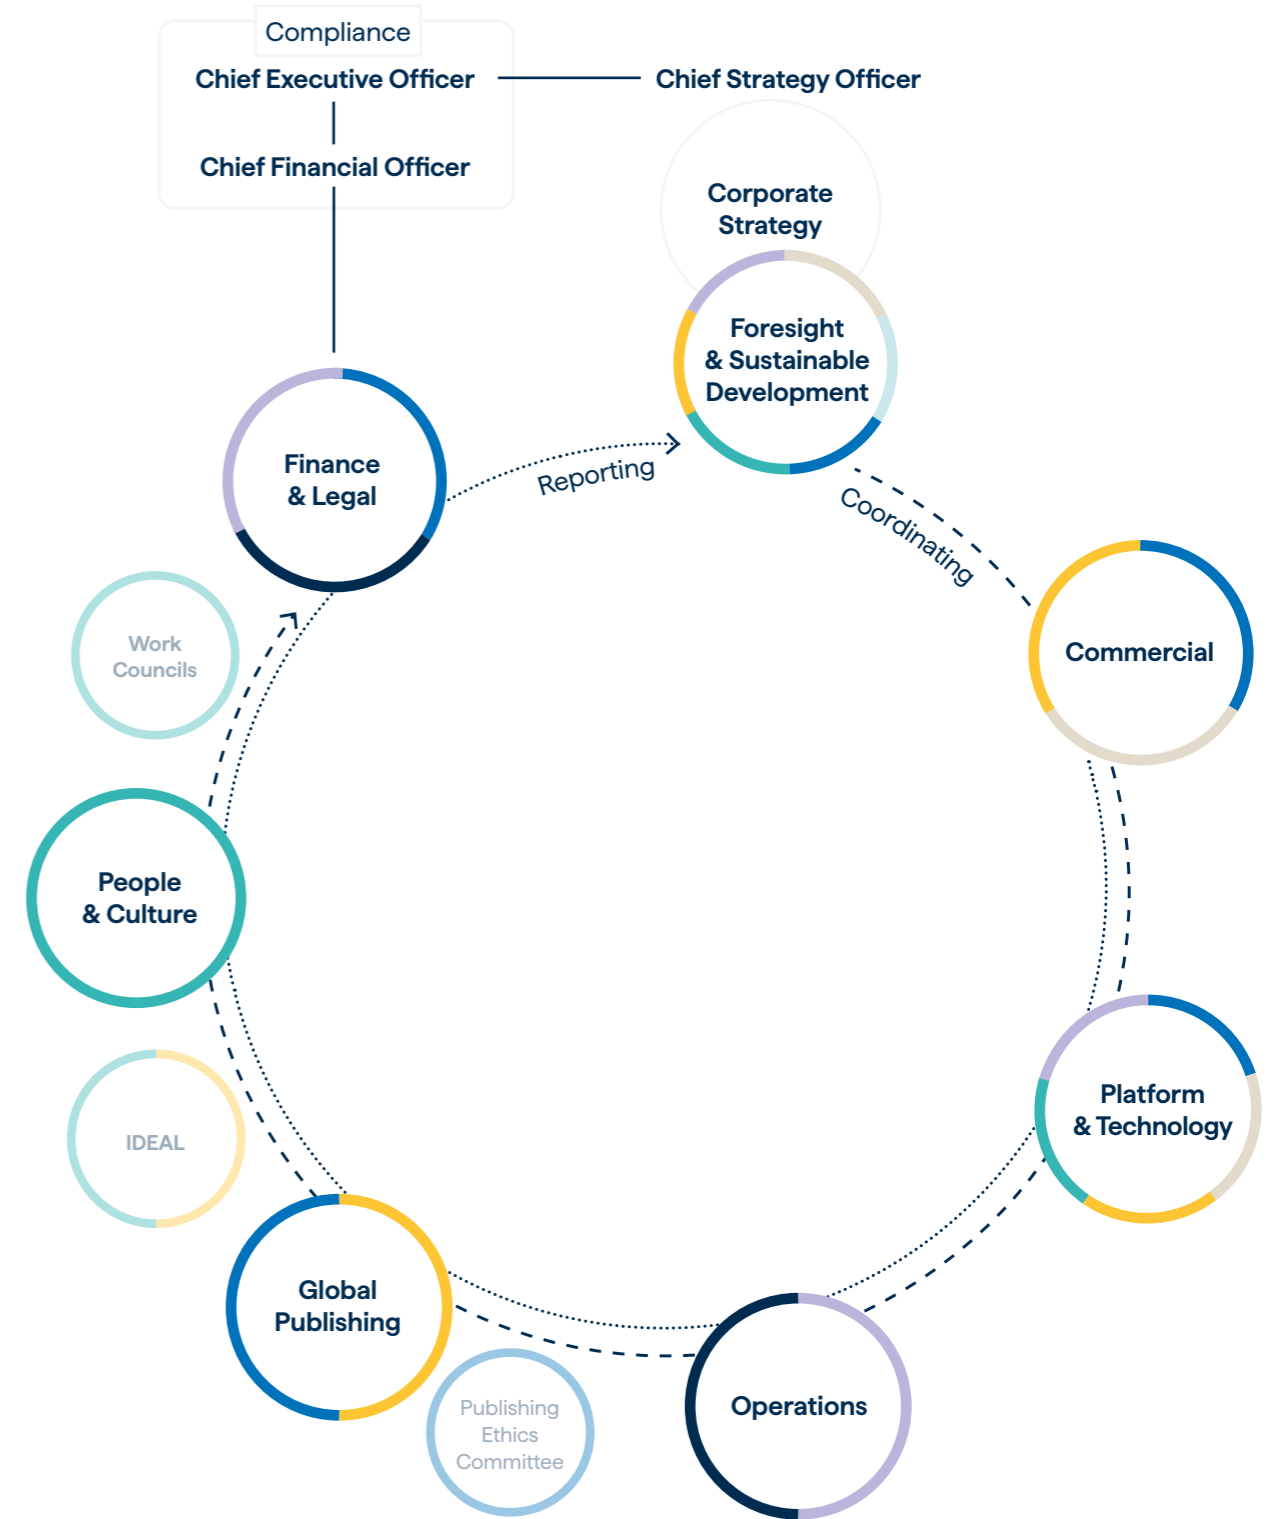 Compliance
Chief Executive Officer
Chief Strategy Officer
Chief Financial Officer
Corporate
Strategy
Foresight
& Sustainable
Development
Finance
& Legal
Reporting
Coordinating
Work
Councils
Commercial
People
& Culture
Platform
& Technology
IDEAL
Global
Publishing
Publishing
Ethics
Committee
Operations